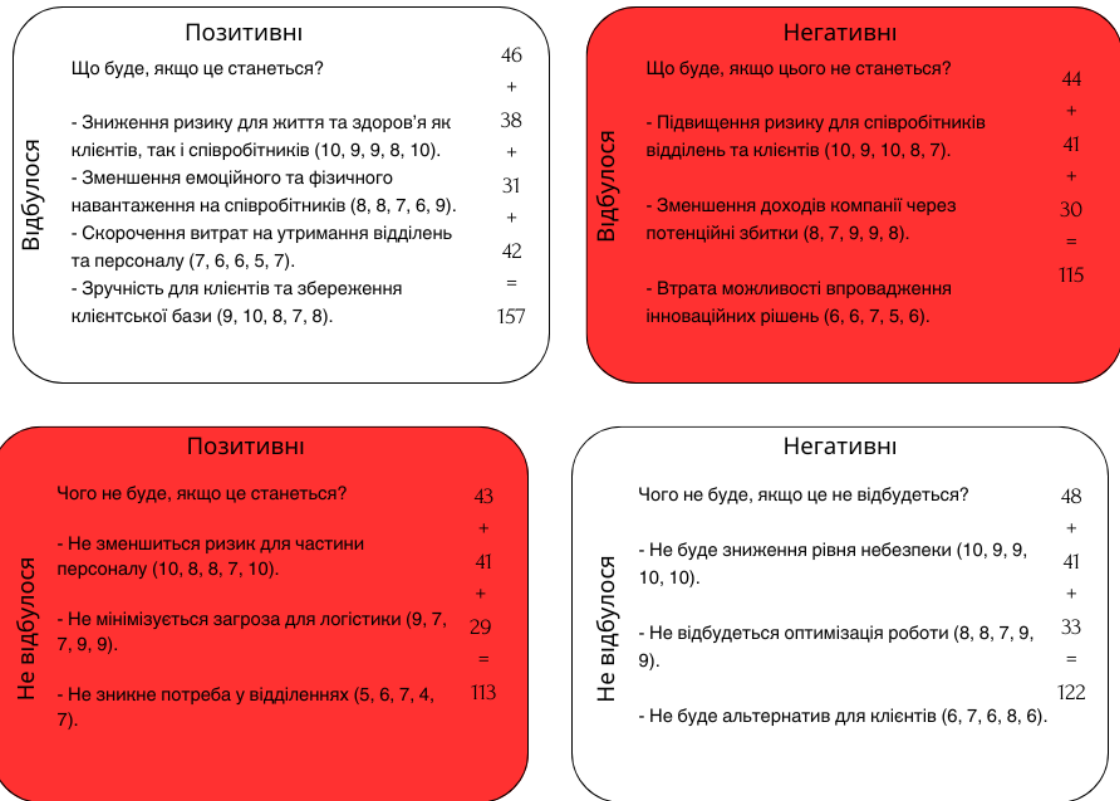 Позитивні
Відбулося
Що буде, якщо це станеться?
- Зниження ризику для життя та здоров’я як
клієнтів, так і співробітників (10, 9, 9, 8, 10).
- Зменшення емоційного та фізичного
навантаження на співробітників (8, 8, 7, 6, 9).
- Скорочення витрат на утримання відділень
та персоналу (7, 6, 6, 5, 7).
- Зручність для клієнтів та збереження
клієнтської бази (9, 10, 8, 7, 8).
46
+
38
+
31
+
42
=
157
Негативні
Відбулося
Що буде, якщо цього не станеться?
- Підвищення ризику для співробітників
відділень та клієнтів (10, 9, 10, 8, 7).
- Зменшення доходів компанії через
потенційні збитки (8, 7, 9, 9, 8).
- Втрата можливості впровадження
інноваційних рішень (6, 6, 7, 5, 6).
44
+
41
+
30
=
115
Позитивні
Не відбулося
Чого не буде, якщо це станеться?
- Не зменшиться ризик для частини
персоналу (10, 8, 8, 7, 10).
- Не мінімізується загроза для логістики (9, 7,
7, 9, 9).
- Не зникне потреба у відділеннях (5, 6, 7, 4,
7).
43
+
41
+
29
=
113
Негативні
Не відбулося
Чого не буде, якщо це не відбудеться?
- Не буде зниження рівня небезпеки (10, 9, 9,
10, 10).
- Не відбудеться оптимізація роботи (8, 8, 7, 9,
9).
- Не буде альтернатив для клієнтів (6, 7, 6, 8, 6).
48
+
41
+
33
=
122